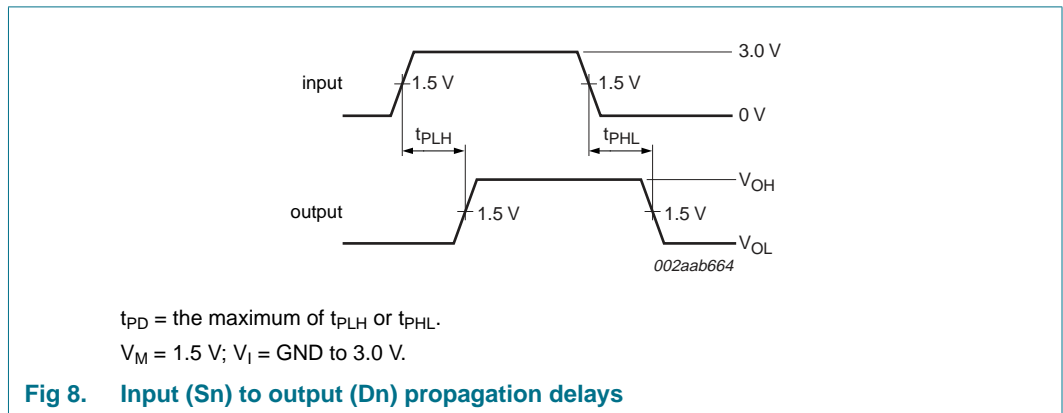 3.0 V
input
1.5 V
1.5 V
0 V
tPLH
tPHL
VOH
output
1.5 V
1.5 V
VOL
002aab664
tPD = the maximum of tPLH or tPHL.
VM = 1.5 V; VI = GND to 3.0 V.
Fig 8. Input (Sn) to output (Dn) propagation delays